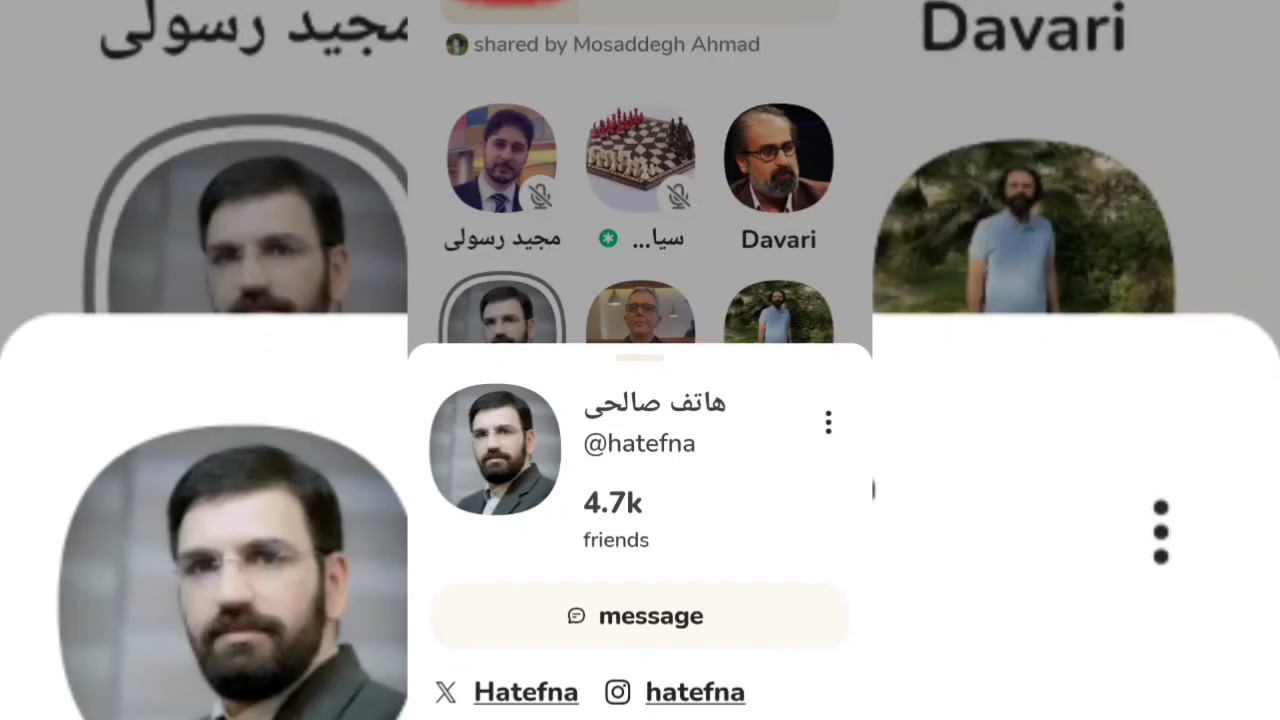 shared by Mosaddegh Ahmad
مجید رسولی
Davari
مجید رسولی
سیا...
Davari
هاتف صالحی
@hatefna
4.7k
friends
message
Hatefna
hatefna